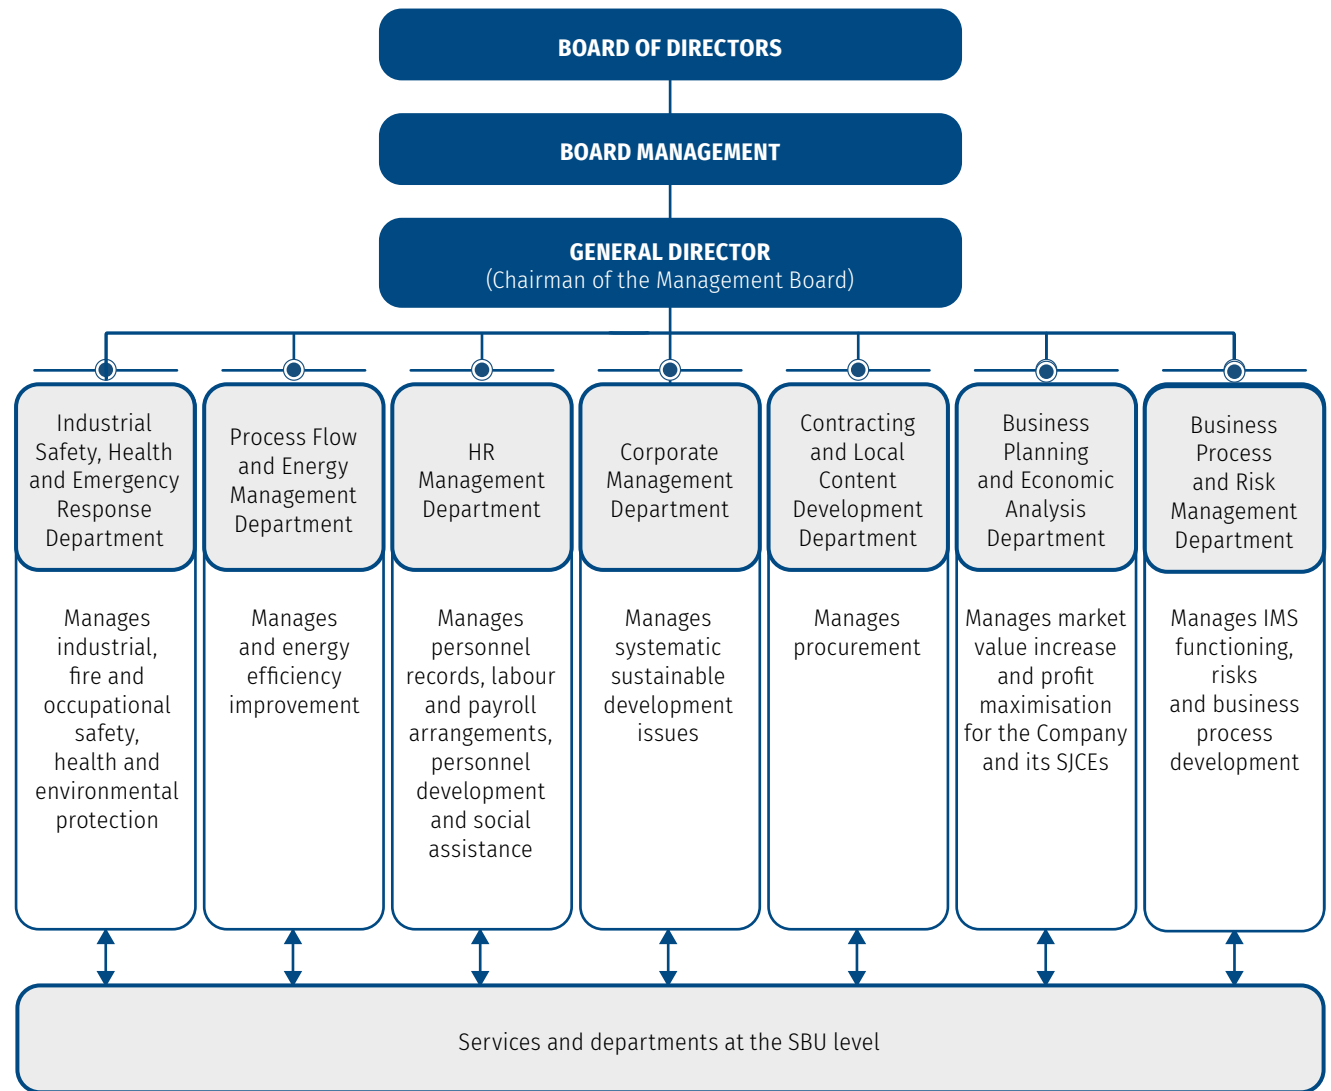 BOARD OF DIRECTORS
BOARD MANAGEMENT
GENERAL DIRECTOR
(Chairman of the Management Board)
Industrial
Safety, Health
and Emergency
Response
Department
Manages
industrial,
fire and
occupational
safety,
health and
environmental
protection
Process Flow
and Energy
Management
Department
Manages
and energy
efficiency
improvement
HR
Management
Department
Manages
personnel
records, labour
and payroll
arrangements,
personnel
development
and social
assistance
Corporate
Management
Department
Manages
systematic
sustainable
development
issues
Contracting
and Local
Content
Development
Department
Manages
procurement
Business
Planning
and Economic
Analysis
Department
Manages market
value increase
and profit
maximisation
for the Company
and its SJCEs
Business
Process
and Risk
Management
Department
Manages IMS
functioning,
risks
and business
process
development
Services and departments at the SBU level